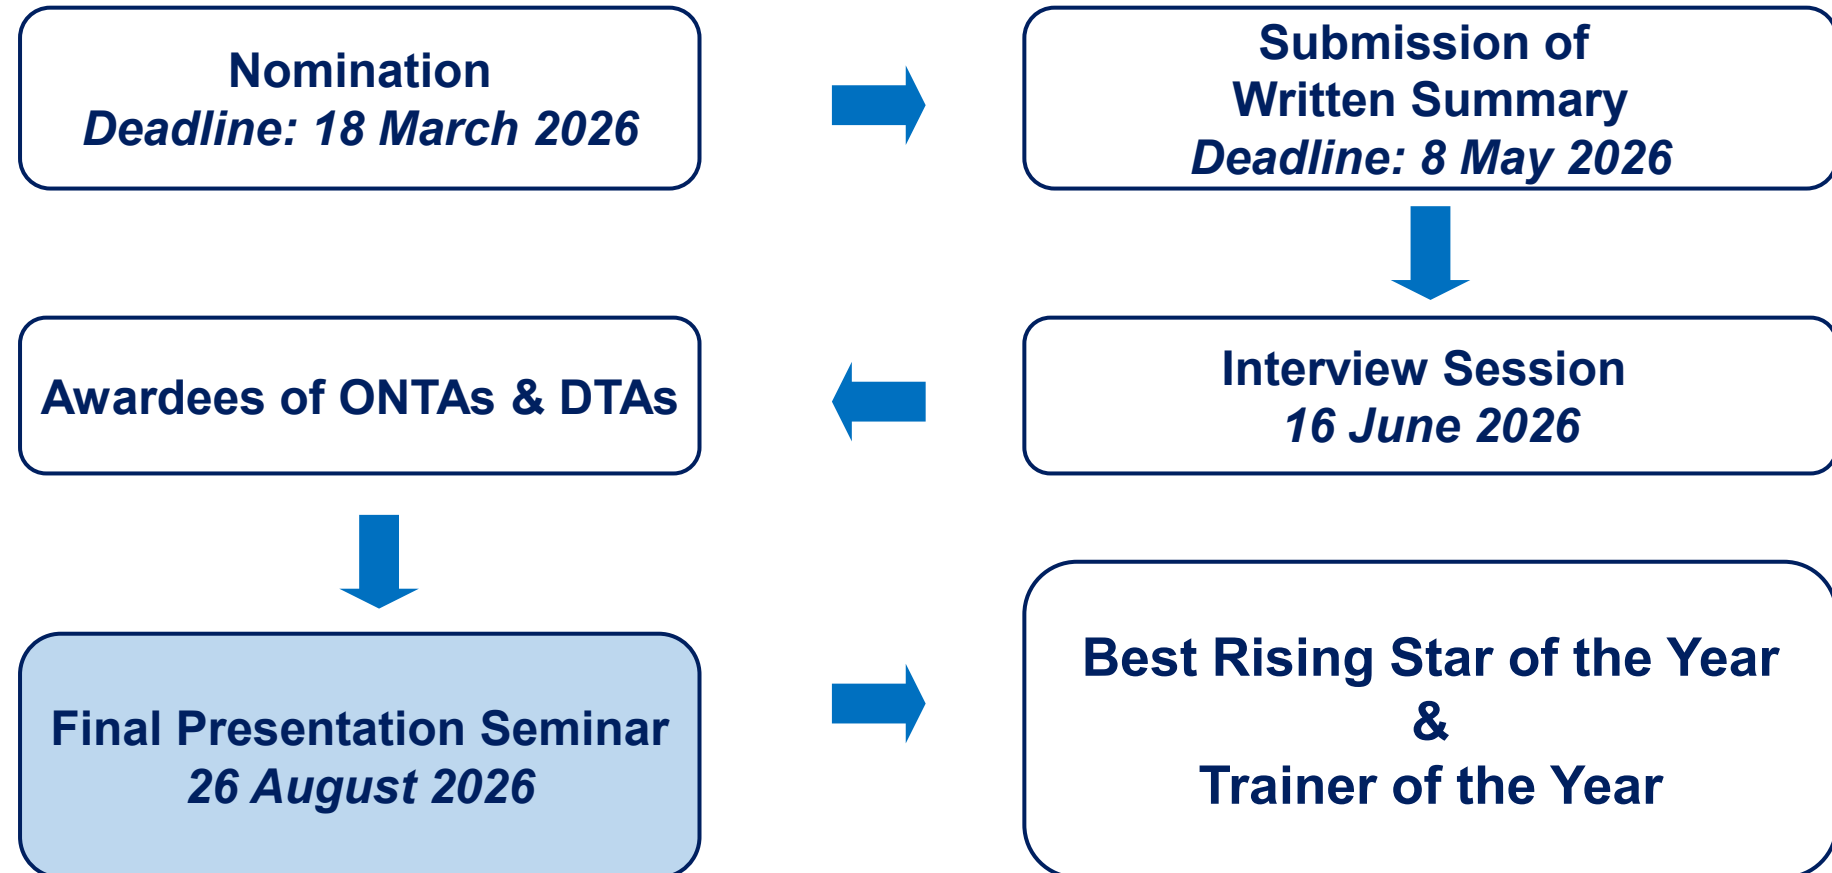 Nomination
Deadline: 18 March 2026
Submission of
Written Summary
Deadline: 8 May 2026
Interview Session
16 June 2026
Awardees of ONTAs & DTAs
Final Presentation Seminar
26 August 2026
Best Rising Star of the Year
&
Trainer of the Year